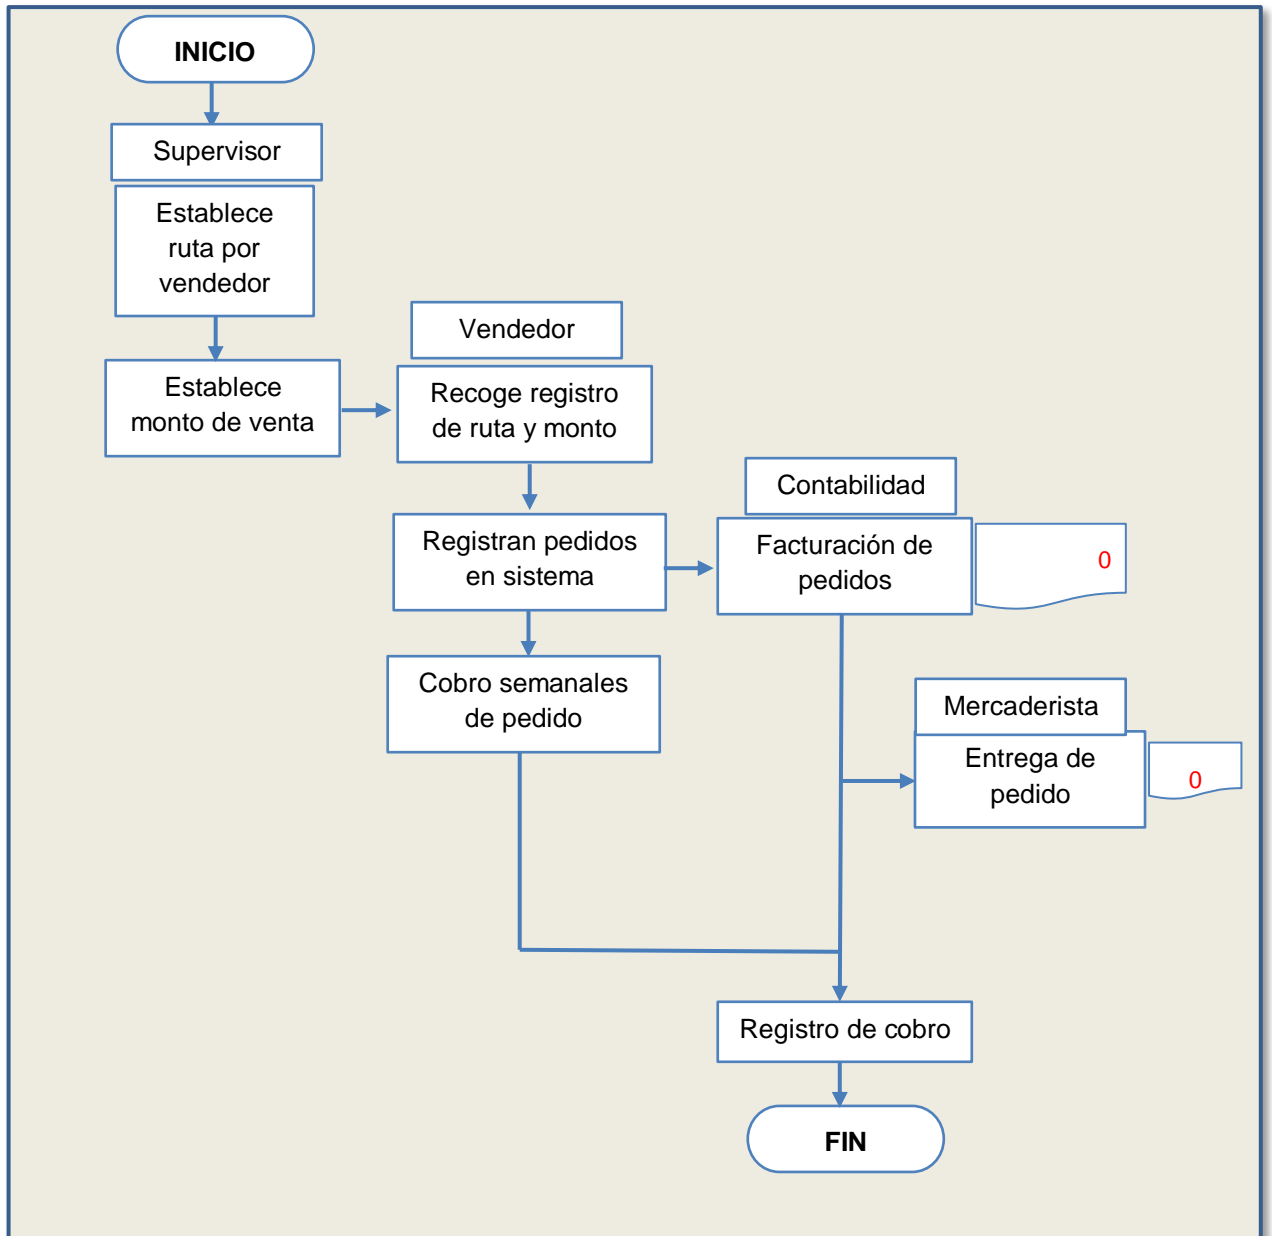 INICIO
Supervisor
Establece
ruta por
vendedor
Establece
monto de venta
Vendedor
Recoge registro
de ruta y monto
Registran pedidos
en sistema
Cobro semanales
de pedido
Contabilidad
Facturación de
pedidos
0
Mercaderista
Entrega de
pedido
0
Registro de cobro
FIN